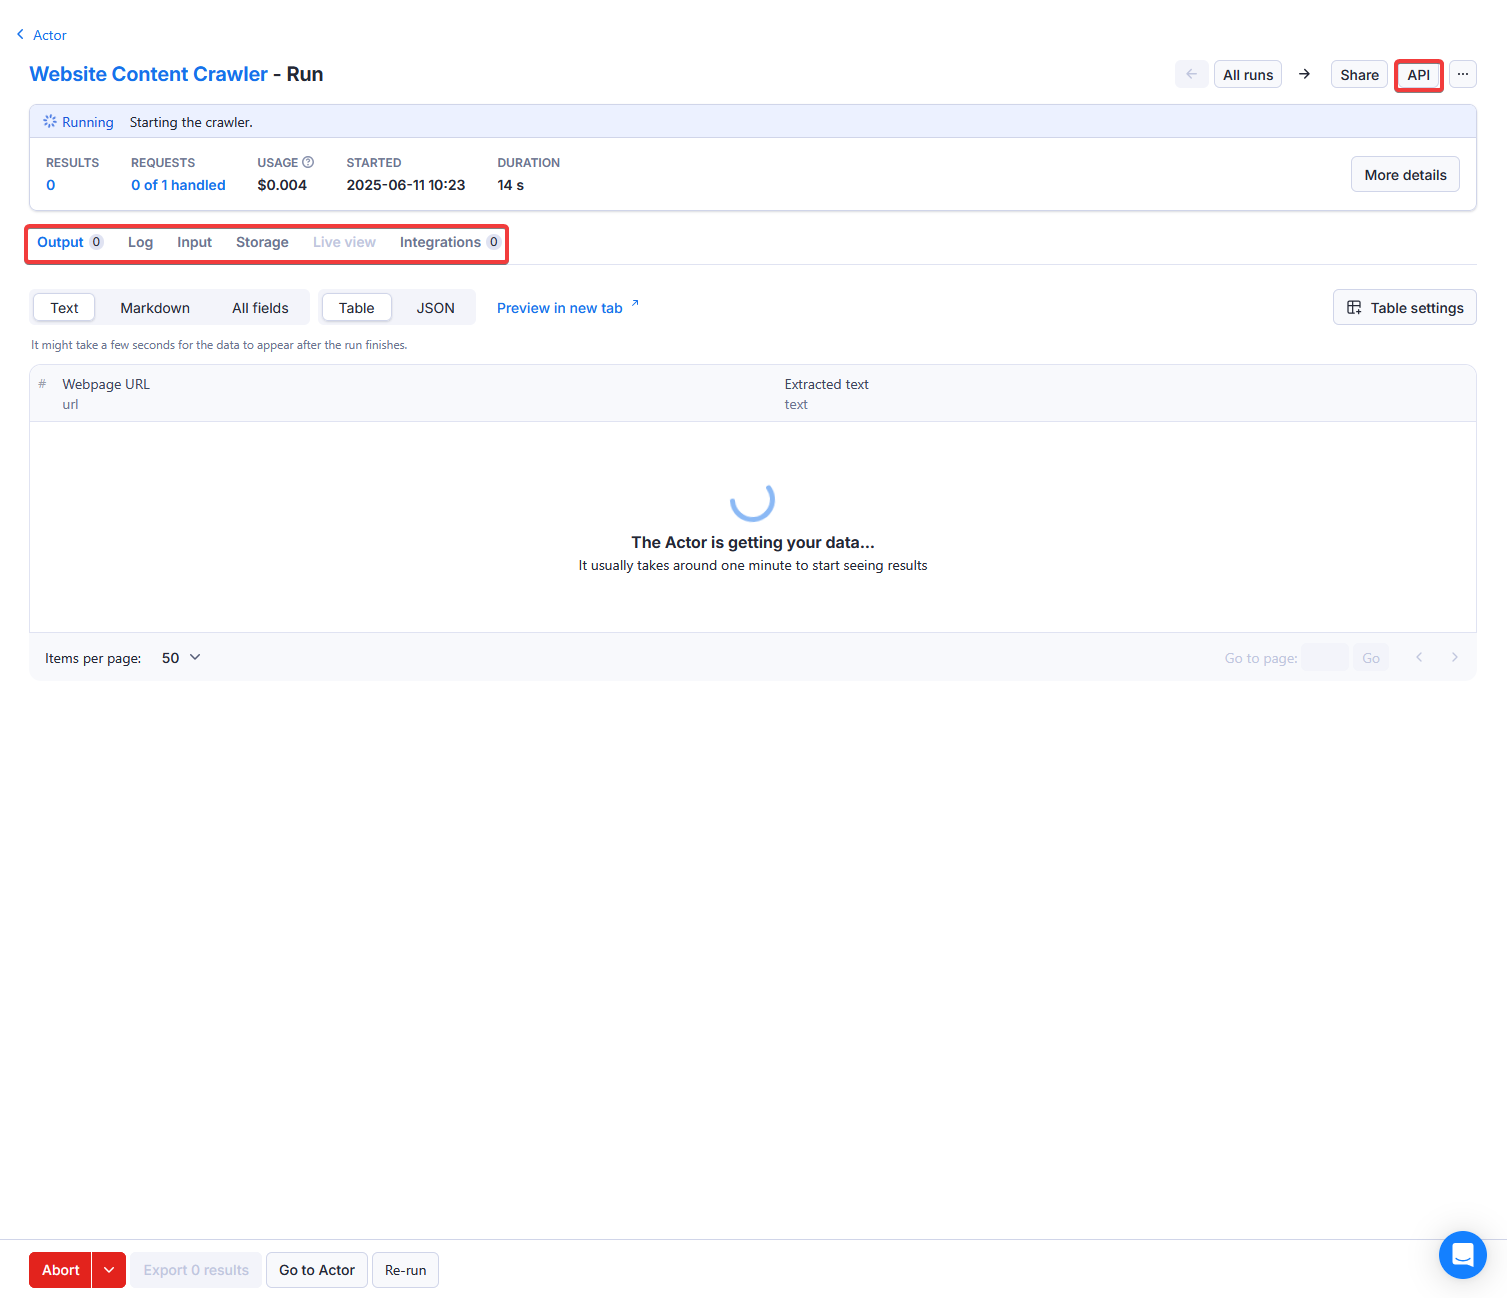 Actor
Website Content Crawler - Run
All runs
Share
API
Running Starting the crawler.
RESULTS REQUESTS USAGE STARTED DURATION
0 0 of 1 handled $0.004 2025-06-11 10:23 14 s
More details
Output 0 Log Input Storage Live view Integrations 0
Text Markdown All fields Table JSON Preview in new tab
Table settings
It might take a few seconds for the data to appear after the run finishes.
# Webpage URL Extracted text
url text
The Actor is getting your data...
It usually takes around one minute to start seeing results
Items per page: 50
Go to page: Go
Abort Export 0 results Go to Actor Re-run